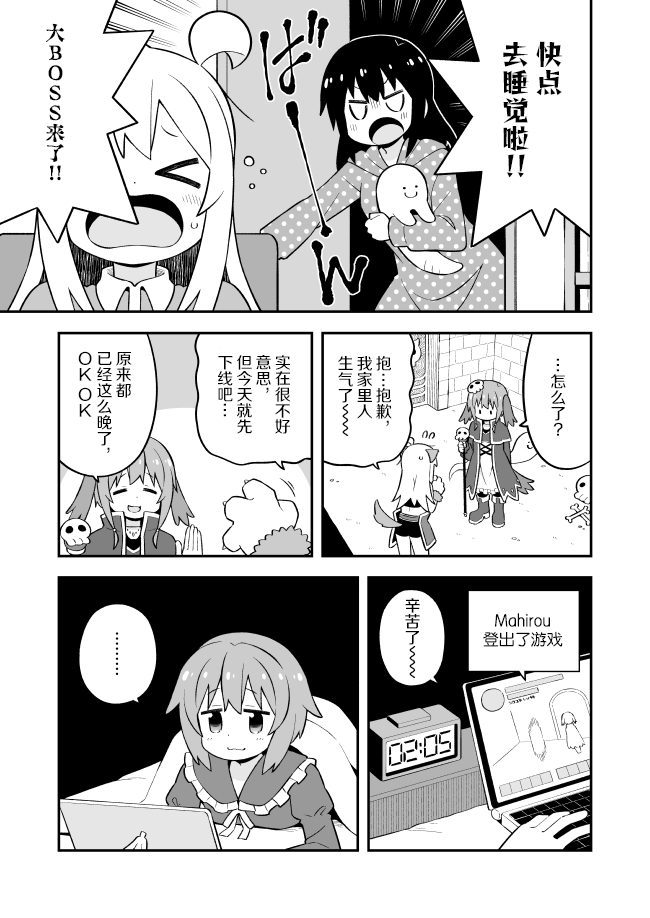 快点
去睡觉啦!!
ばーん
大BOSS来了!!
…怎么了?
抱…抱歉,
我家里人
生气了~~~
实在很不好
意思,
但今天就先
下线吧…
原来都
已经这么晚了,
OKOK
Mahirou
登出了游戏
辛苦了~~~
02:05
………